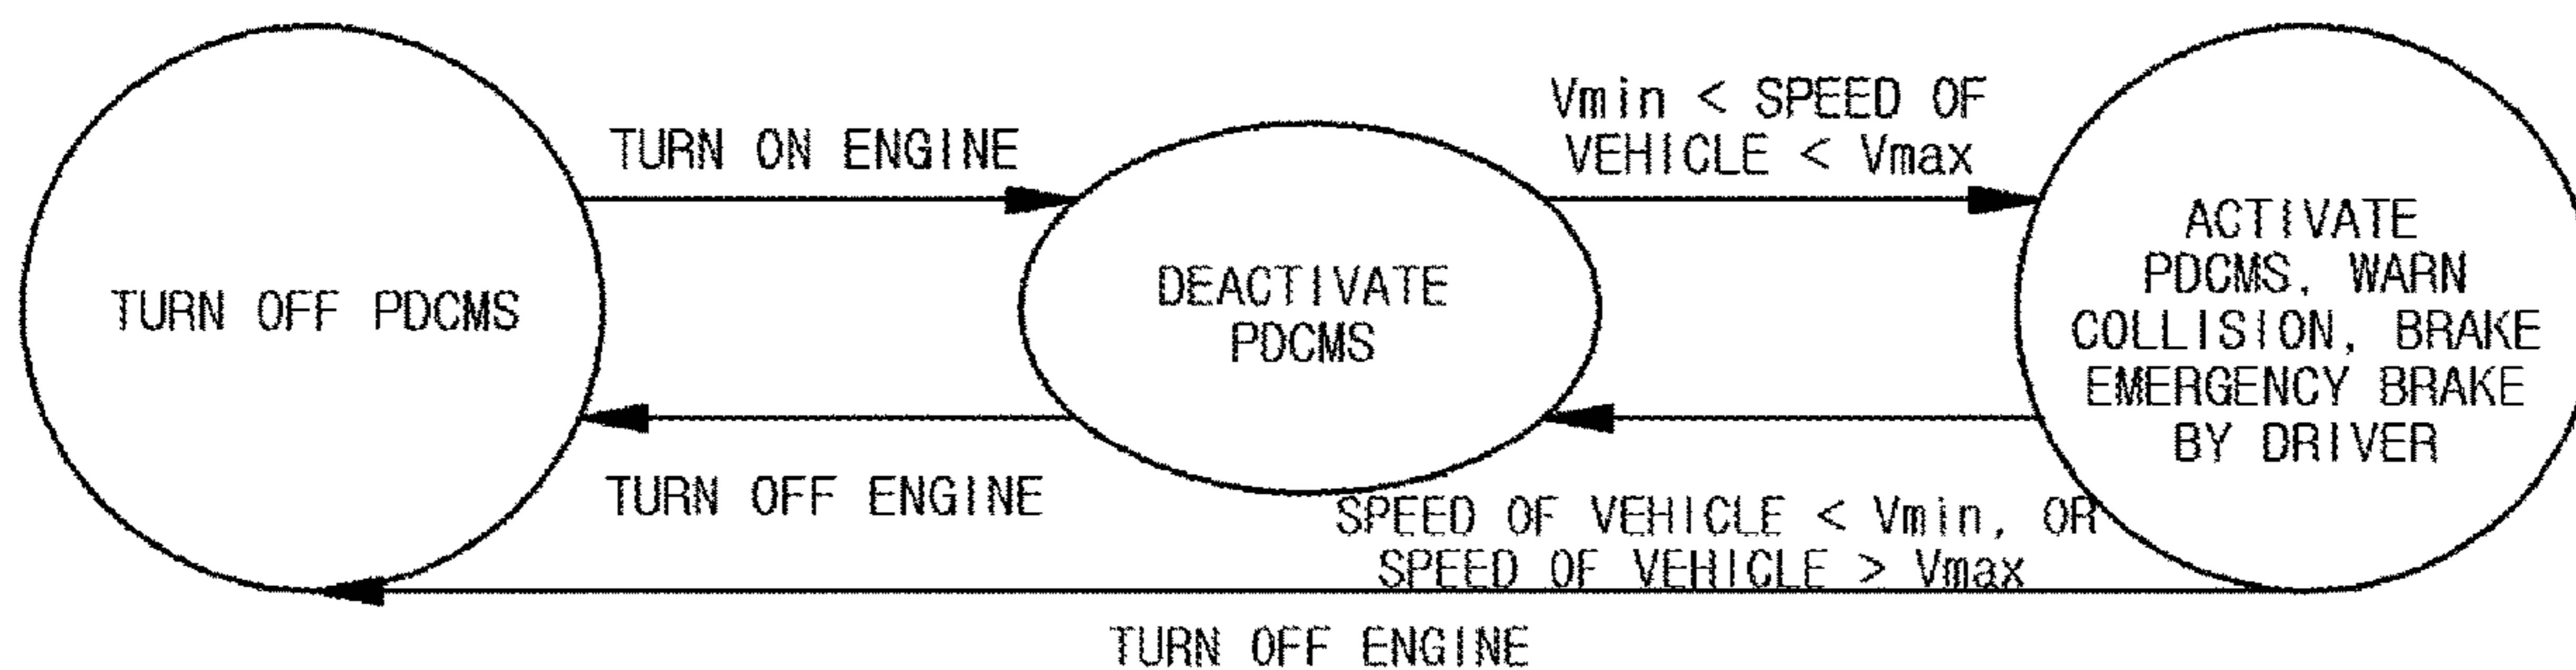 TURN OFF PDCMS
TURN ON ENGINE
TURN OFF ENGINE
DEACTIVATE
PDCMS
Vmin < SPEED OF
VEHICLE < Vmax
SPEED OF VEHICLE < Vmin, OR
SPEED OF VEHICLE > Vmax
ACTIVATE
PDCMS, WARN
COLLISION, BRAKE
EMERGENCY BRAKE
BY DRIVER
TURN OFF ENGINE